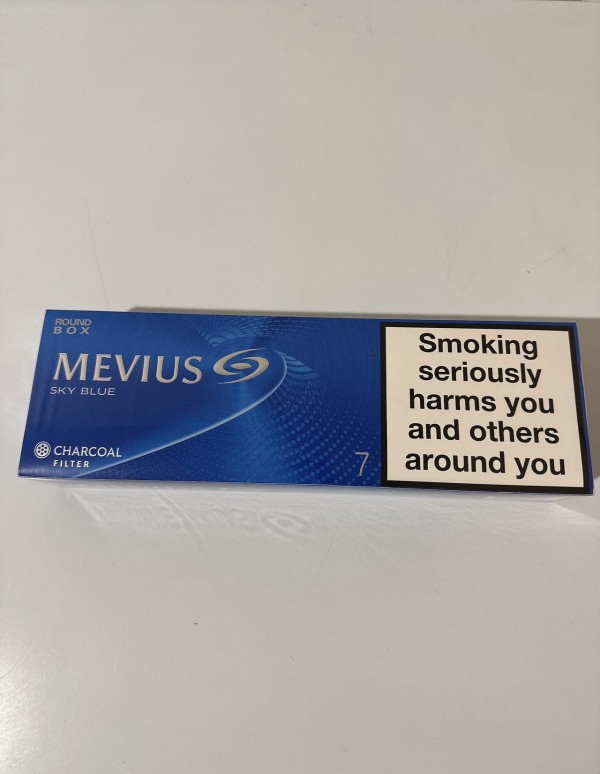 ROUND
BOX
MEVIUS
SKY BLUE
CHARCOAL
FILTER
7
Smoking
seriously
harms you
and others
around you